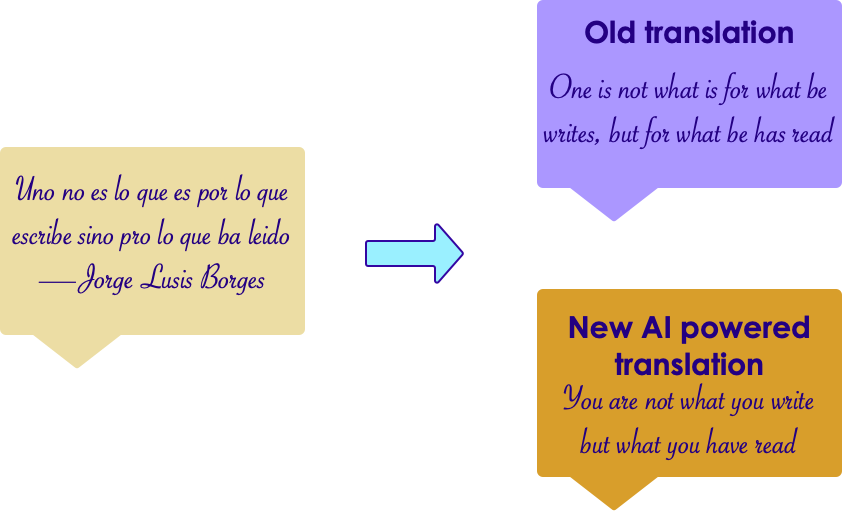 Uno no es lo que es por lo que
escribe sino pro lo que ba leido
—Jorge Lusis Borges
Old translation
One is not what is for what be
writes, but for what be has read
New AI powered
translation
You are not what you write
but what you have read